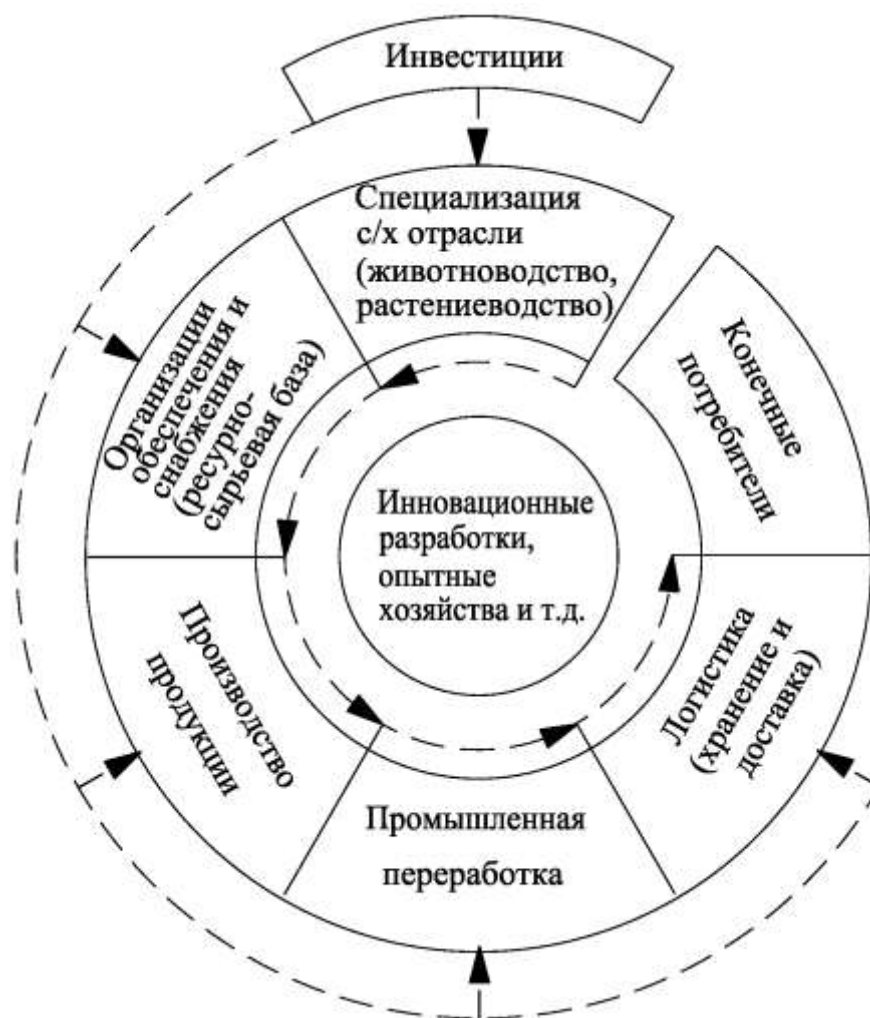 Инвестиции
Специализация
с/х отрасли
(животноводство,
растениеводство)
Организации
обеспечения и
снабжения
(ресурсно-
сырьевая база)
Производство
продукции
Промышленная
переработка
Логистика
(хранение и
доставка)
Конечные
потребители
Инновационные
разработки,
опытные
хозяйства и т.д.